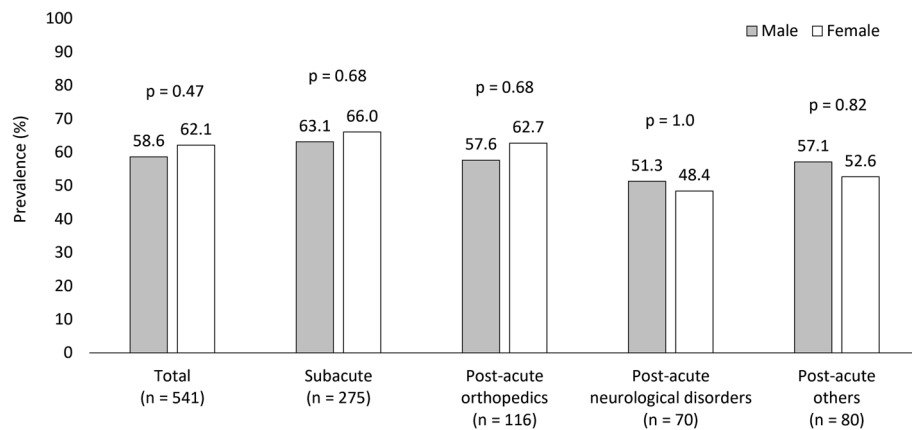 100
90
80
70
60
50
40
30
20
10
0
Prevalence (%)
Male Female
p = 0.47
58.6 62.1
p = 0.68
63.1 66.0
p = 0.68
57.6 62.7
p = 1.0
51.3 48.4
p = 0.82
57.1 52.6
Total
(n = 541)
Subacute
(n = 275)
Post-acute
orthopedics
(n = 116)
Post-acute
neurological disorders
(n = 70)
Post-acute
others
(n = 80)